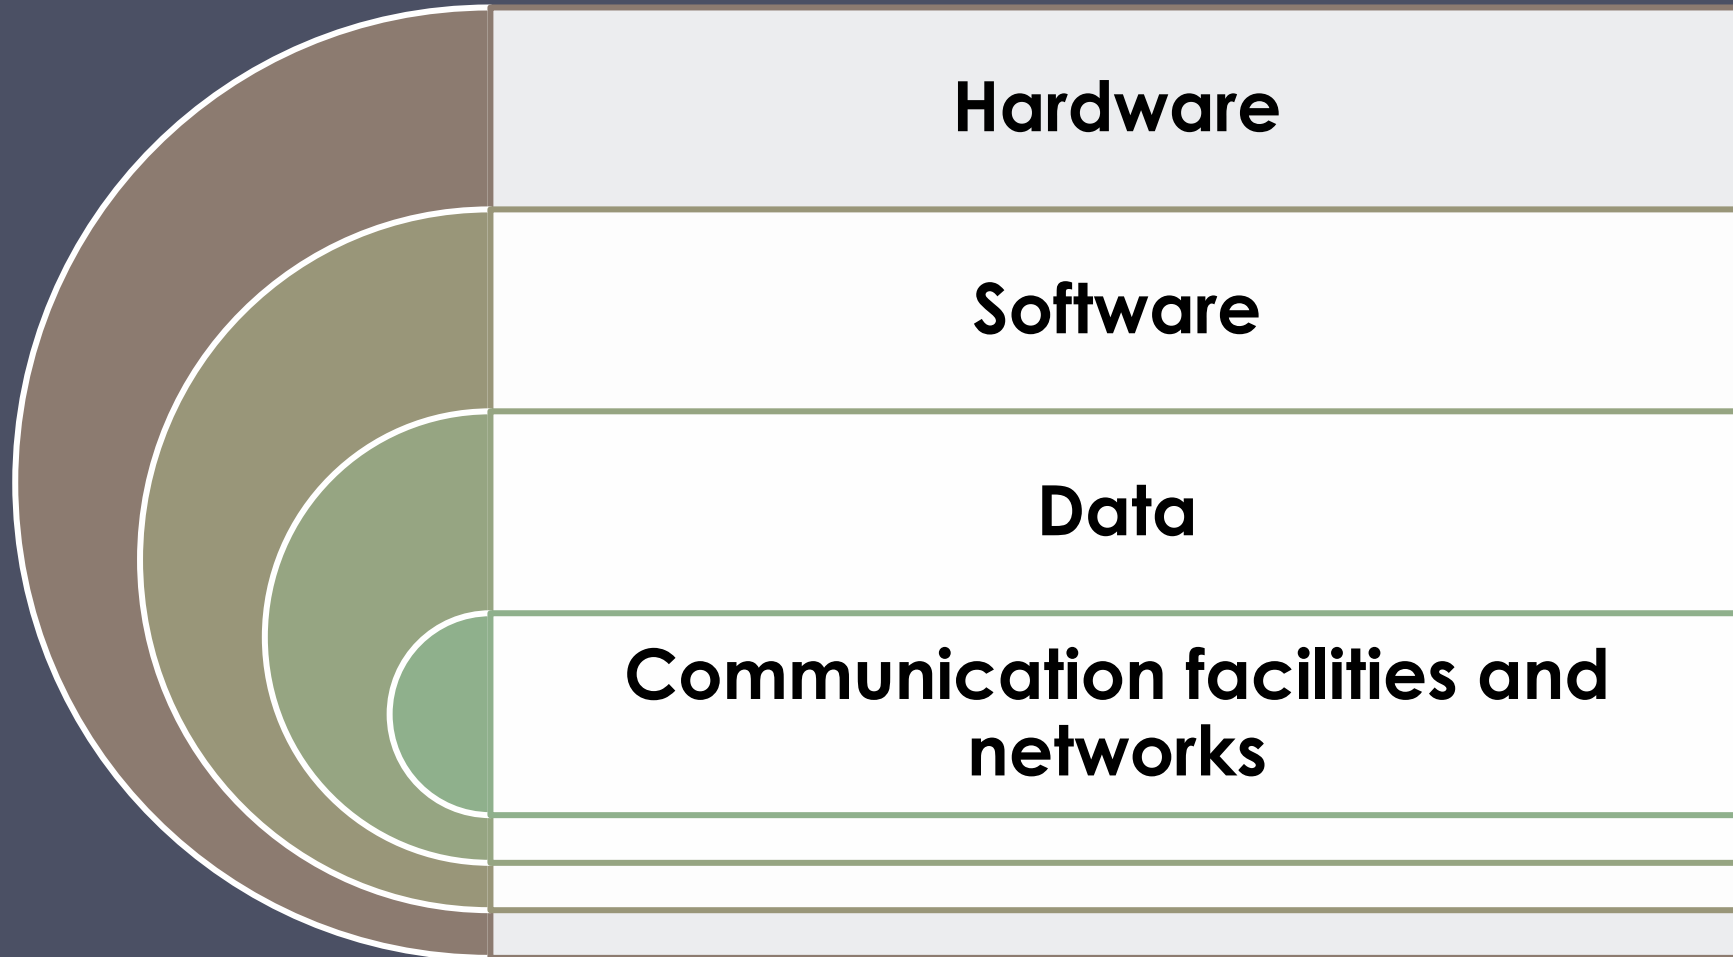 Hardware
Software
Data
Communication facilities and
networks